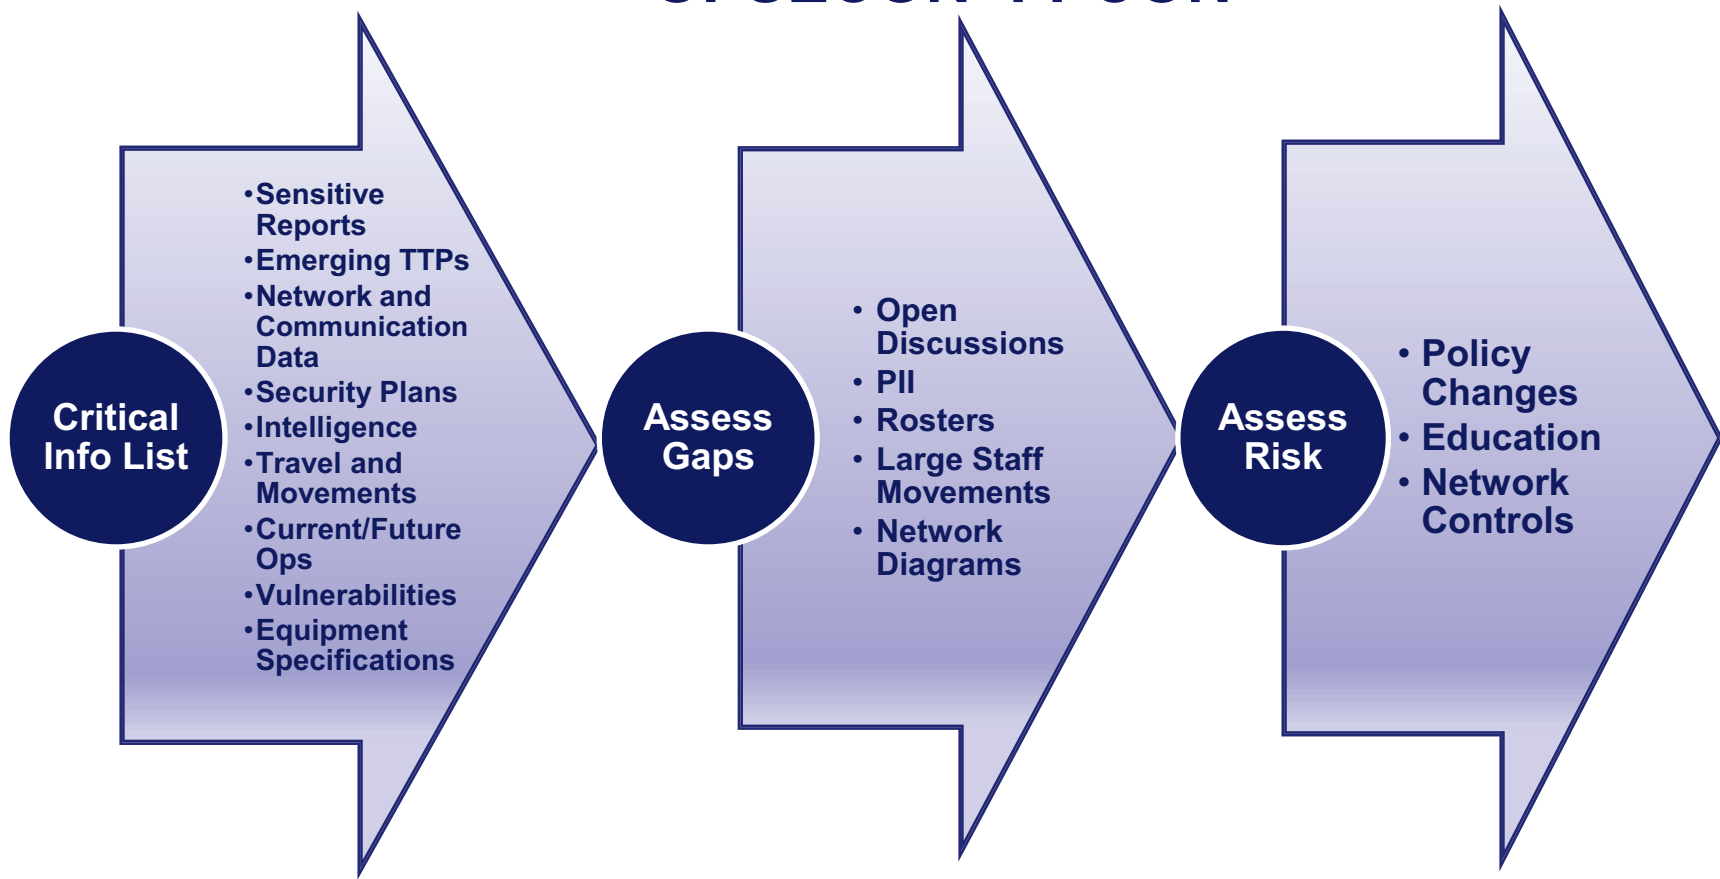 Critical
Info List
•Sensitive
Reports
•Emerging TTPs
•Network and
Communication
Data
•Security Plans
•Intelligence
•Travel and
Movements
•Current/Future
Ops
•Vulnerabilities
•Equipment
Specifications
Assess
Gaps
• Open
Discussions
• PII
• Rosters
• Large Staff
Movements
• Network
Diagrams
Assess
Risk
• Policy
Changes
• Education
• Network
Controls